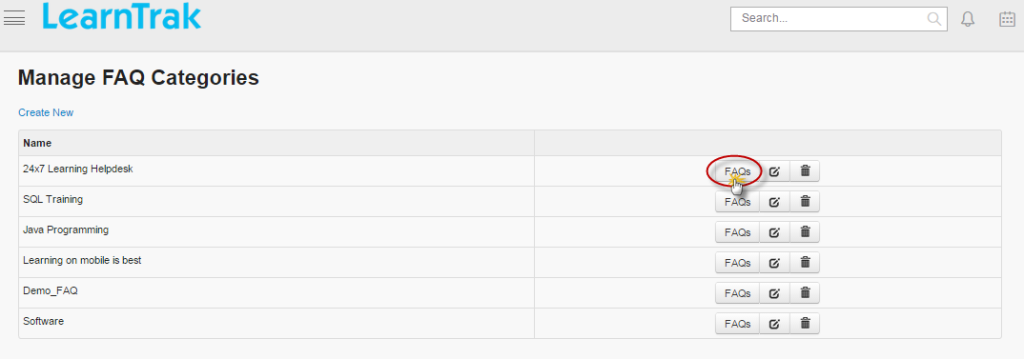 LearnTrak
Search...
Manage FAQ Categories
Create New
Name
24x7 Learning Helpdesk FAQs
SQL Training FAQs
Java Programming FAQs
Learning on mobile is best FAQs
Demo_FAQ FAQs
Software FAQs